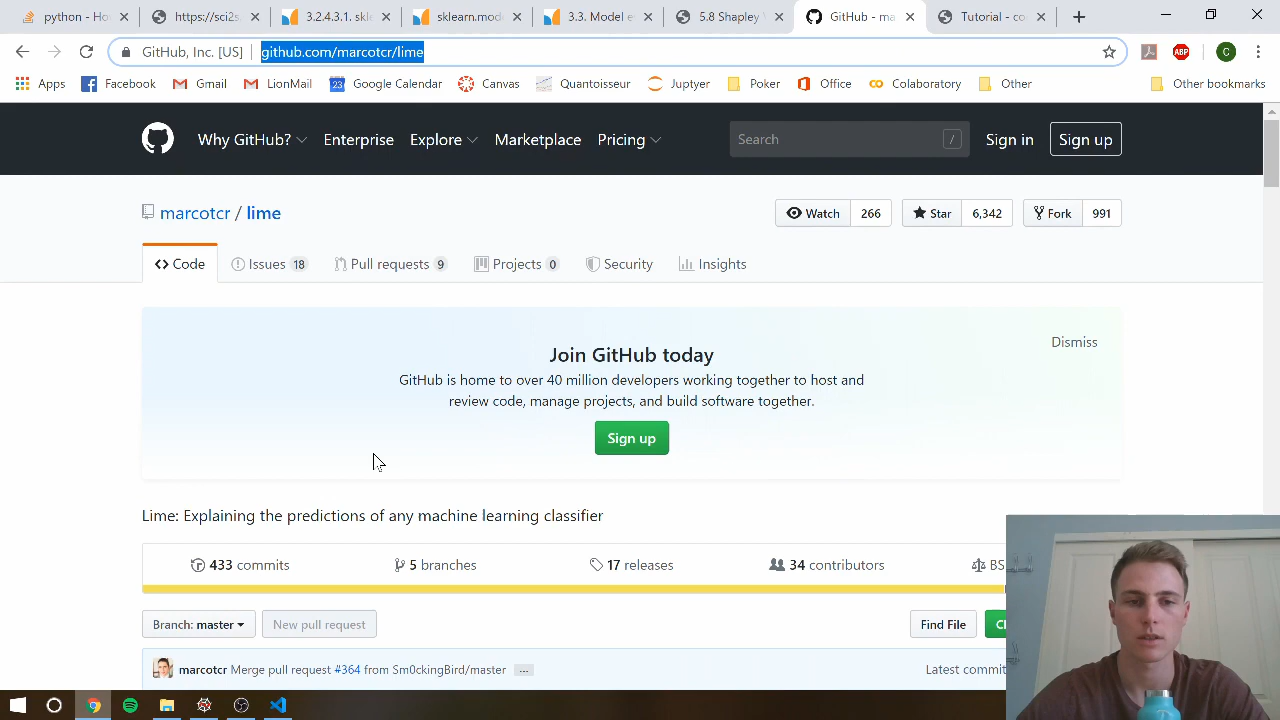 python - Ho
https://sci2s.
3.2.4.3.1. skl
sklearn.mod
3.3. Model e
5.8 Shapley V
GitHub - ma
Tutorial - co
GitHub, Inc. [US]
github.com/marcotcr/lime
ABP
C
Apps
Facebook
Gmail
LionMail
23
Google Calendar
Canvas
Quantoisseur
Juptyer
Poker
Office
Colaboratory
Other
Other bookmarks
Why GitHub?
Enterprise
Explore
Marketplace
Pricing
Search
/
Sign in
Sign up
marcotcr / lime
Watch 266
Star 6,342
Fork 991
Code
Issues 18
Pull requests 9
Projects 0
Security
Insights
Join GitHub today
Dismiss
GitHub is home to over 40 million developers working together to host and
review code, manage projects, and build software together.
Sign up
Lime: Explaining the predictions of any machine learning classifier
433 commits
5 branches
17 releases
34 contributors
BS
Branch: master
New pull request
Find File
Cl
marcotcr Merge pull request #364 from Sm0ckingBird/master ...
Latest commit